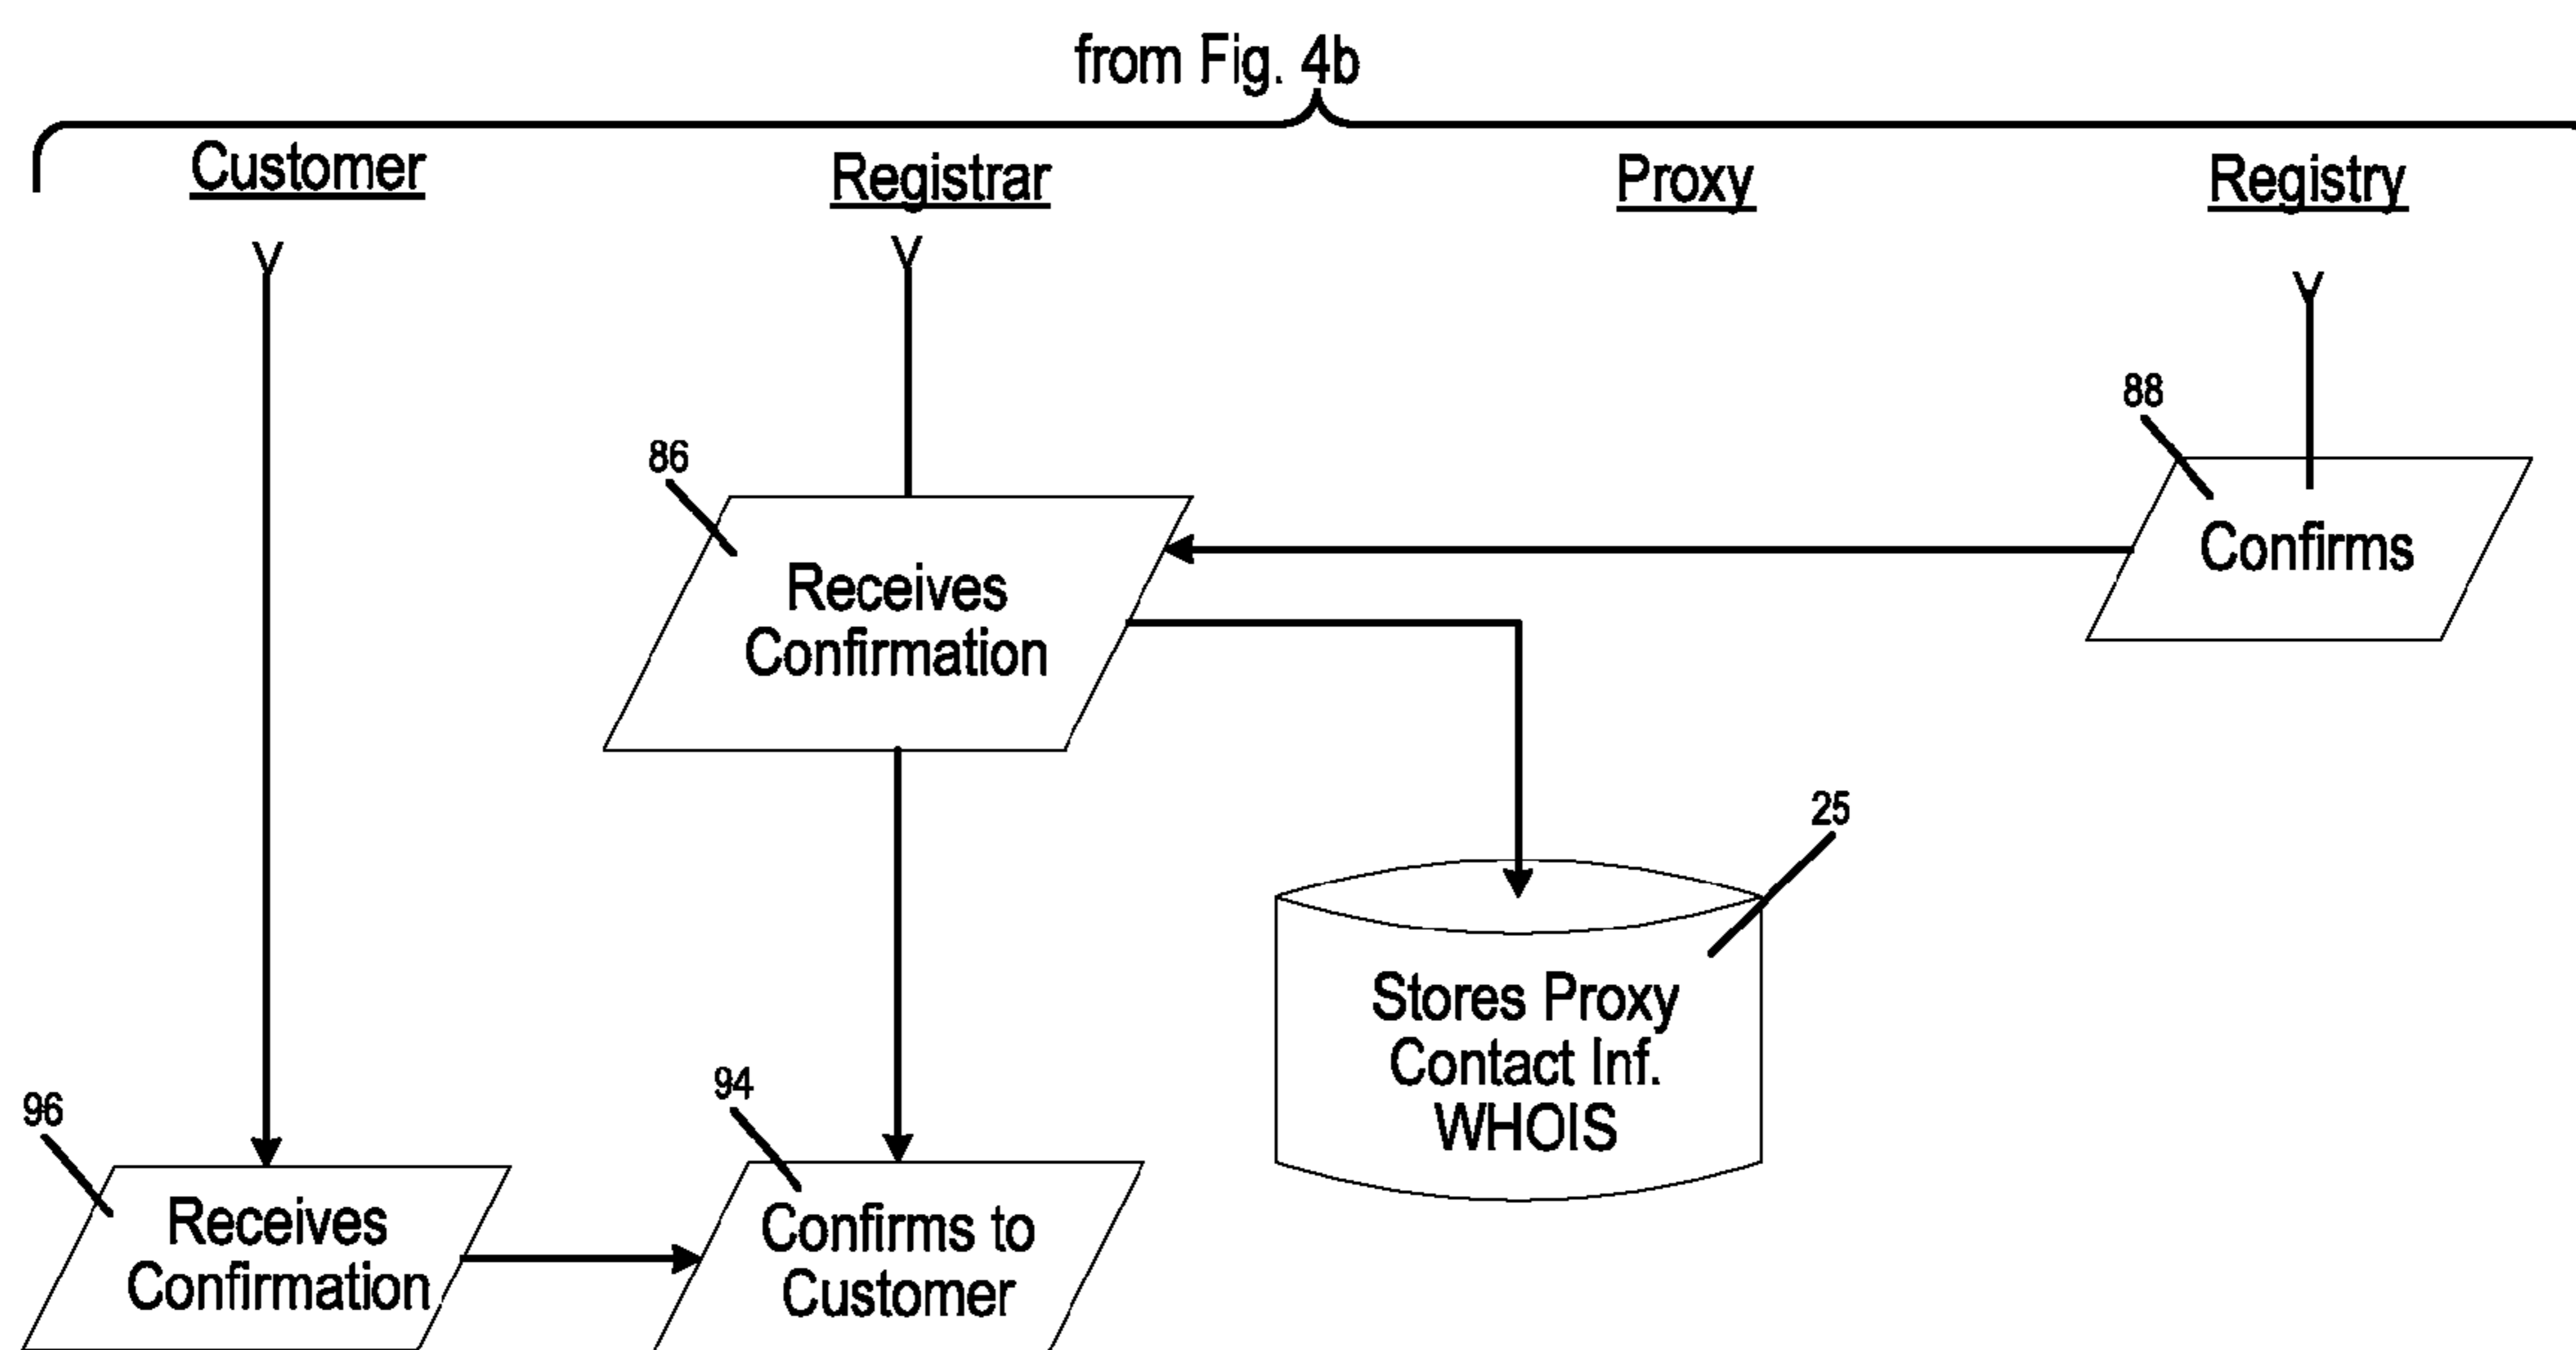 from Fig. 4b
Customer
Registrar
Proxy
Registry
88
86
Confirms
Receives
Confirmation
25
Stores Proxy
Contact Inf.
WHOIS
96
94
Receives
Confirmation
Confirms to
Customer